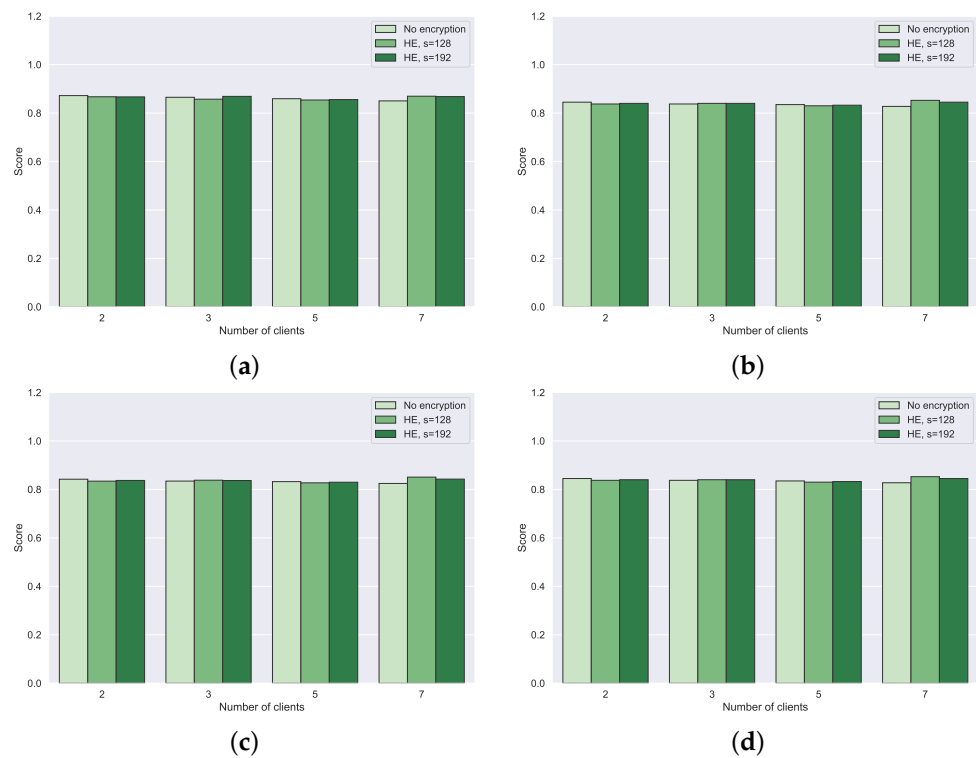 1.2
1.0
0.8
0.6
0.4
0.2
0.0
Score
No encryption
HE, s=128
HE, s=192
2 3 5 7
Number of clients
(a)
1.2
1.0
0.8
0.6
0.4
0.2
0.0
Score
No encryption
HE, s=128
HE, s=192
2 3 5 7
Number of clients
(b)
1.2
1.0
0.8
0.6
0.4
0.2
0.0
Score
No encryption
HE, s=128
HE, s=192
2 3 5 7
Number of clients
(c)
1.2
1.0
0.8
0.6
0.4
0.2
0.0
Score
No encryption
HE, s=128
HE, s=192
2 3 5 7
Number of clients
(d)